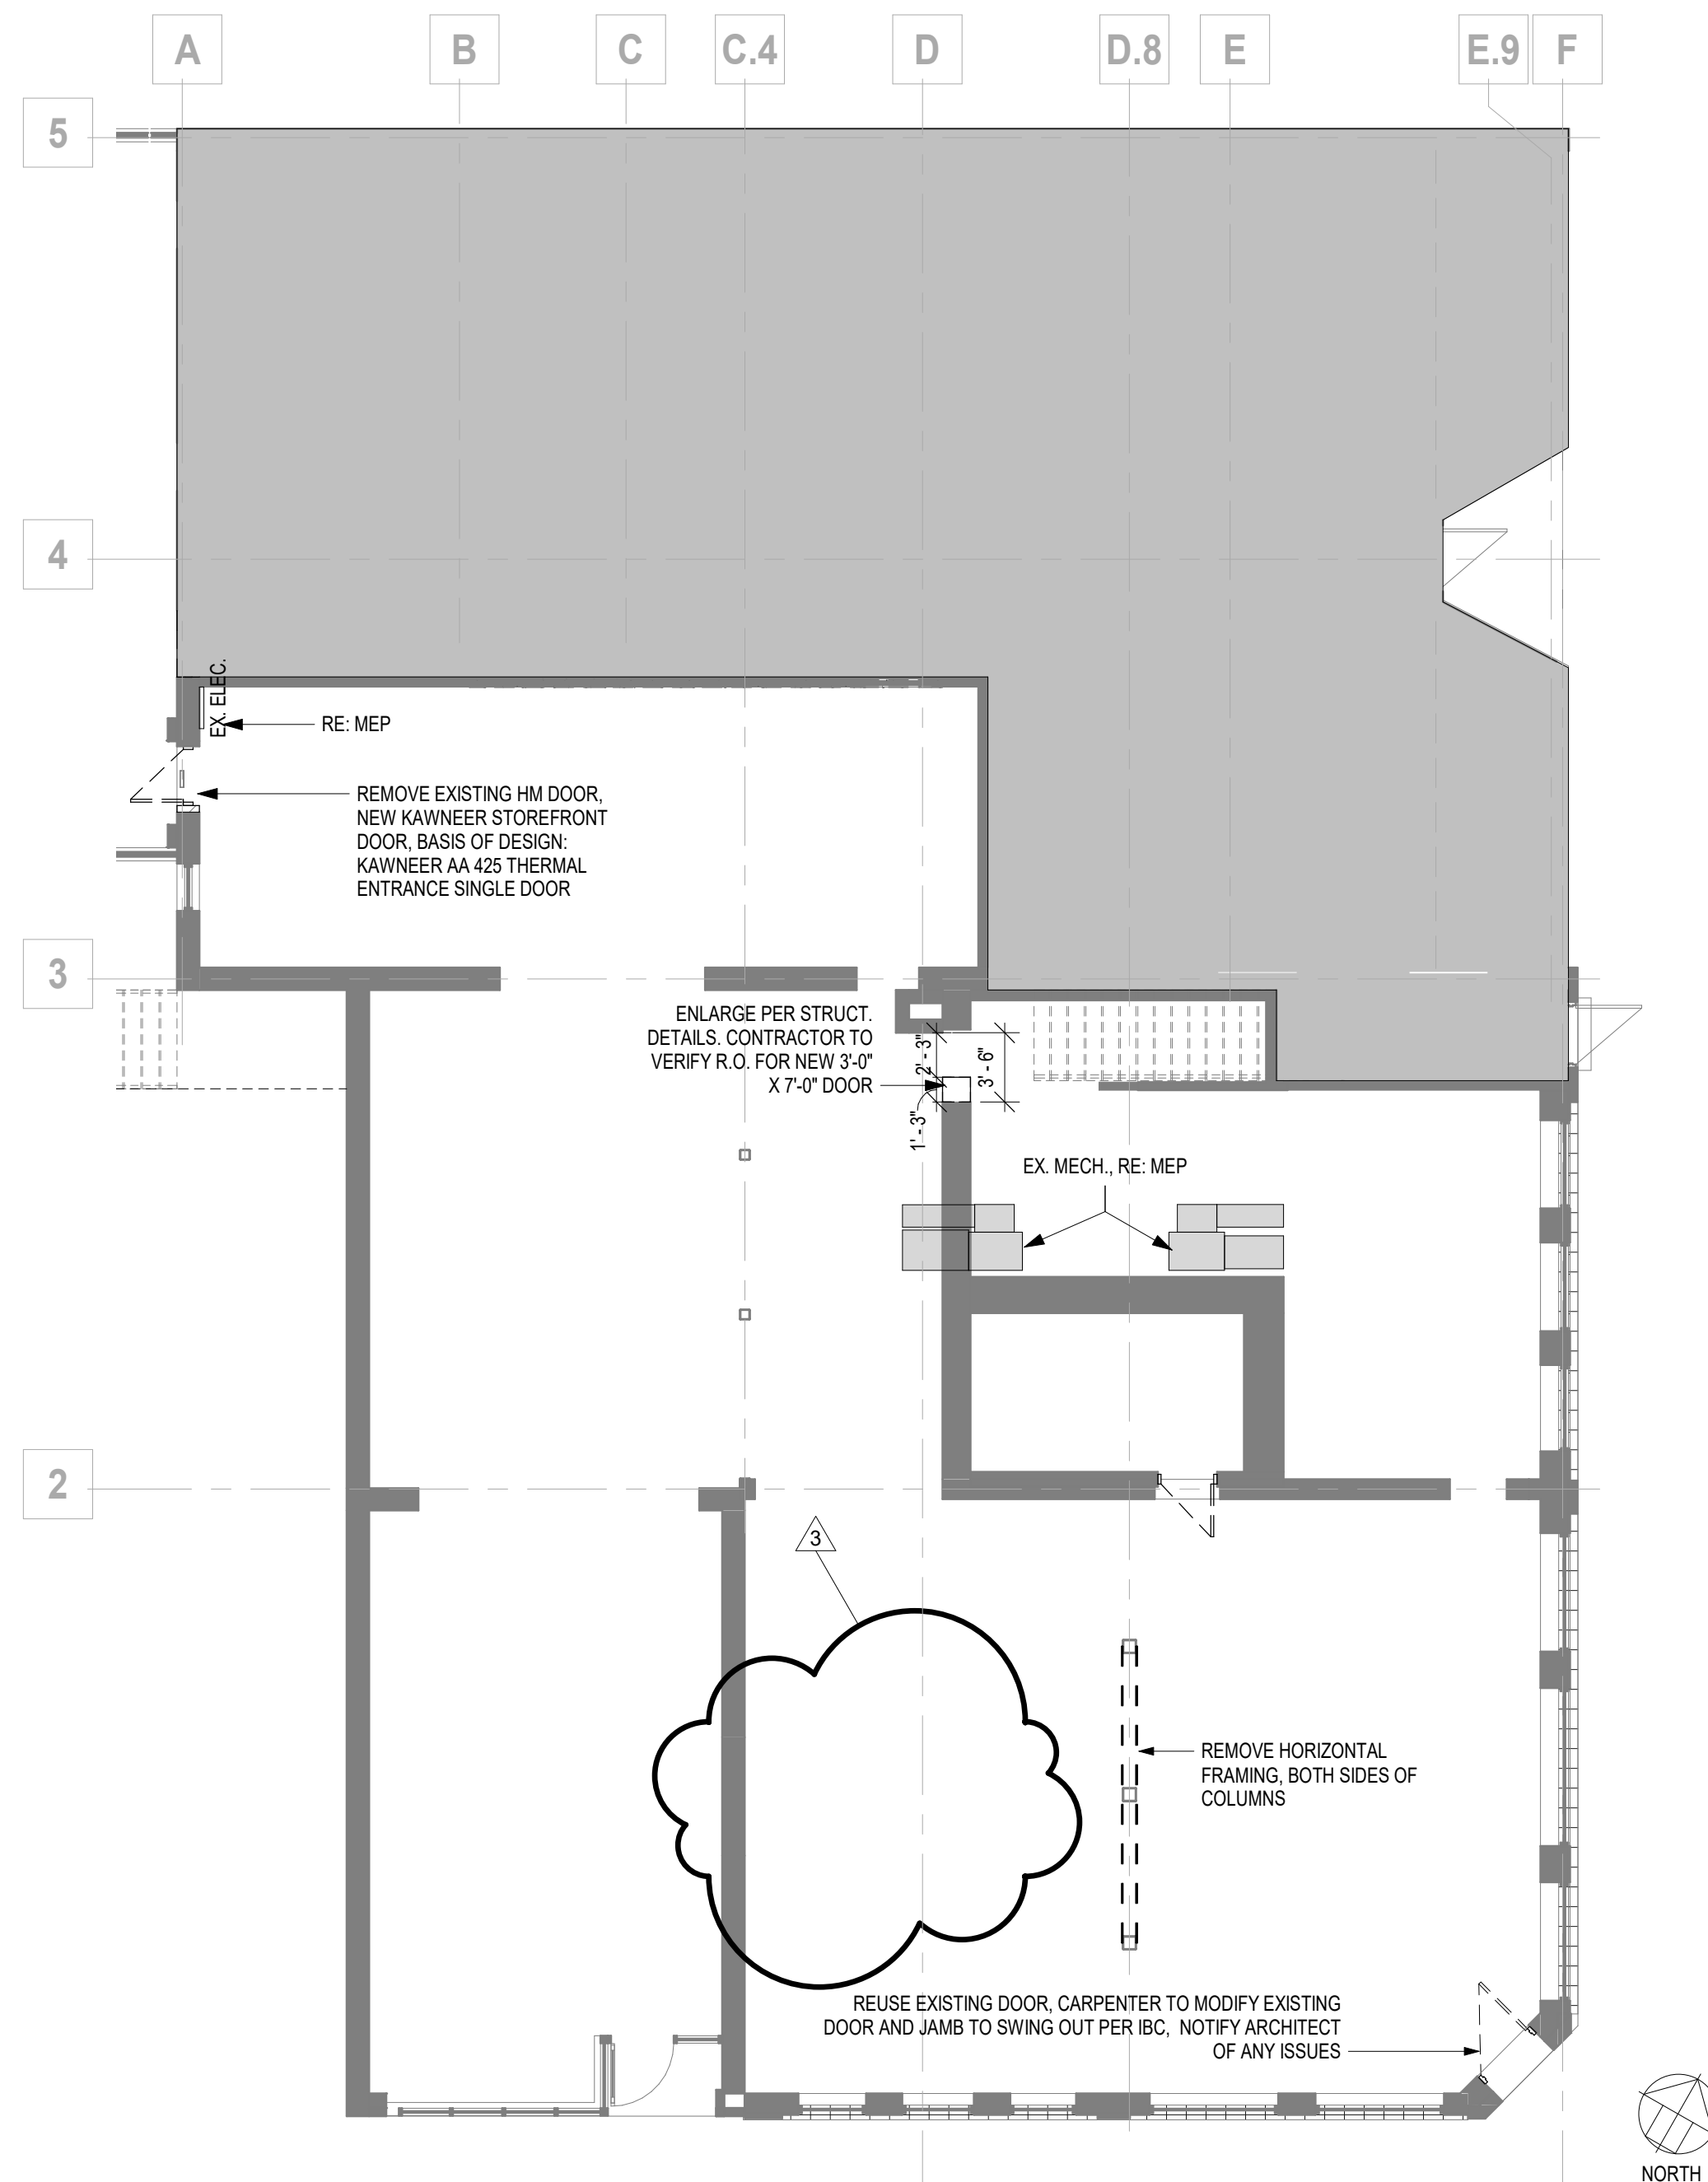 A
B
C
C.4
D
D.8
E
E.9
F
5
4
EX. ELEC.
RE: MEP
REMOVE EXISTING HM DOOR,
NEW KAWNEER STOREFRONT
DOOR, BASIS OF DESIGN:
KAWNEER AA 425 THERMAL
ENTRANCE SINGLE DOOR
3
ENLARGE PER STRUCT.
DETAILS. CONTRACTOR TO
VERIFY R.O. FOR NEW 3'-0"
X 7'-0" DOOR
2' - 3"
3' - 6"
1' - 3"
EX. MECH., RE: MEP
2
3
REMOVE HORIZONTAL
FRAMING, BOTH SIDES OF
COLUMNS
REUSE EXISTING DOOR, CARPENTER TO MODIFY EXISTING
DOOR AND JAMB TO SWING OUT PER IBC, NOTIFY ARCHITECT
OF ANY ISSUES
NORTH